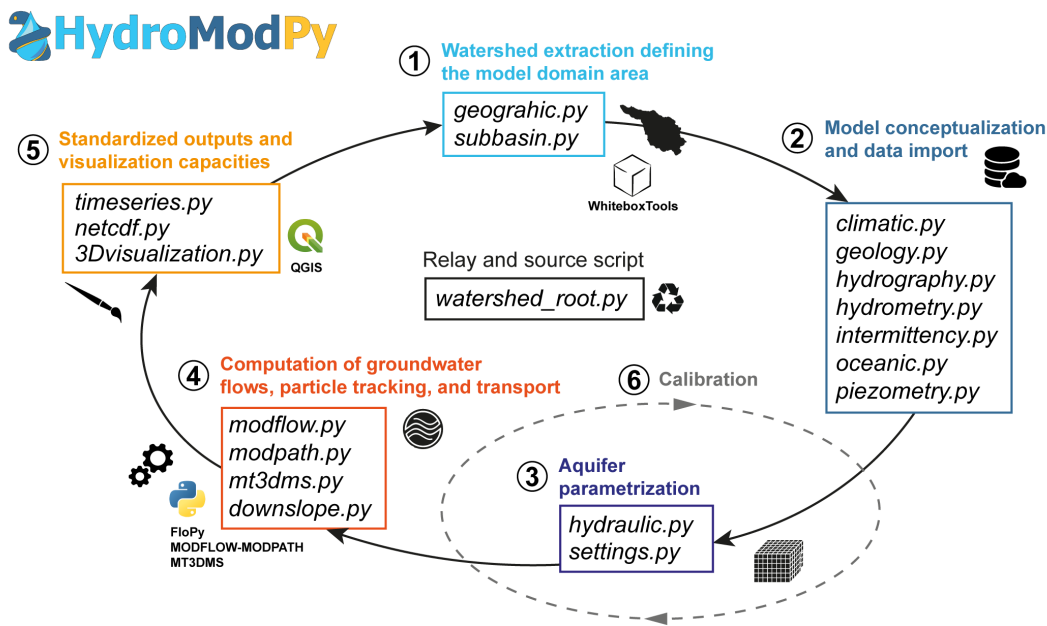 HydroModPy
1
Watershed extraction defining
the model domain area
geograhic.py
subbasin.py
WhiteboxTools
2
Model conceptualization
and data import
climatic.py
geology.py
hydrography.py
hydrometry.py
intermittency.py
oceanic.py
piezometry.py
5
Standardized outputs and
visualization capacities
timeseries.py
netcdf.py
3Dvisualization.py
QGIS
Relay and source script
watershed_root.py
4
Computation of groundwater
flows, particle tracking, and transport
modflow.py
modpath.py
mt3dms.py
downslope.py
FloPy
MODFLOW-MODPATH
MT3DMS
6
Calibration
3
Aquifer
parametrization
hydraulic.py
settings.py